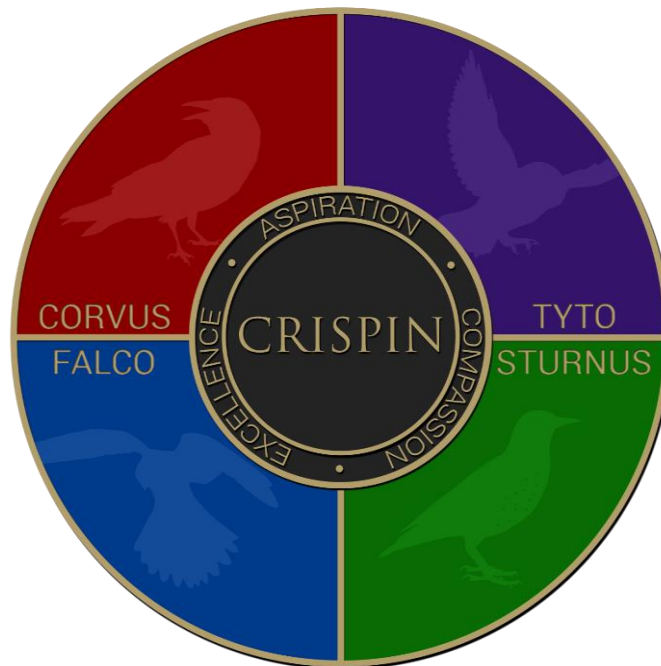 ASPIRATION
CORVUS
TYTO
CRISPIN
FALCO
STURNUS
EXCELLENCE
COMPASSION